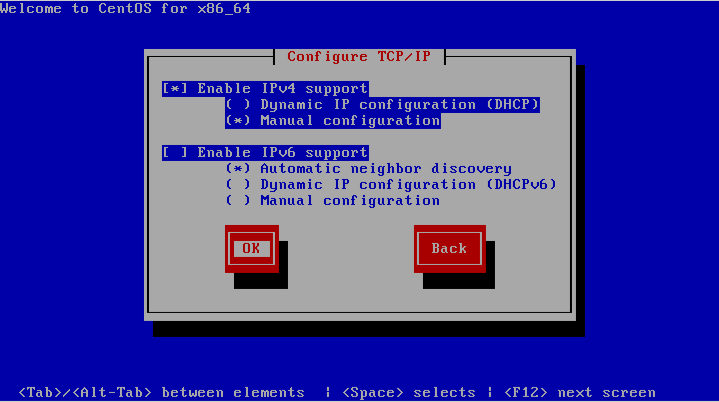 Welcome to CentOS for x86_64
Configure TCP/IP
[*] Enable IPv4 support
( ) Dynamic IP configuration (DHCP)
(*) Manual configuration
[ ] Enable IPv6 support
(*) Automatic neighbor discovery
( ) Dynamic IP configuration (DHCPv6)
( ) Manual configuration
OK Back
<Tab>/<Alt-Tab> between elements | <Space> selects | <F12> next screen